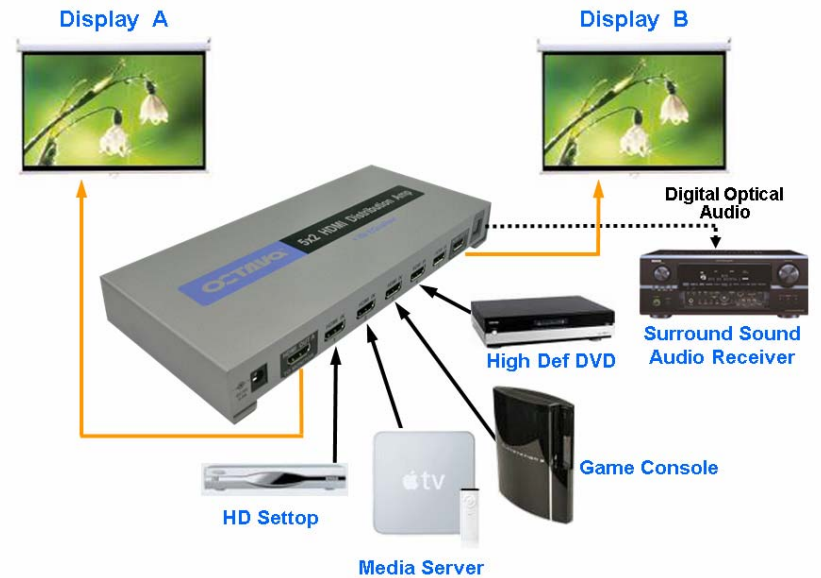 Display A
Display B
Digital Optical
Audio
5x2 HDMI Distribution Amp
OCTAVA
Surround Sound
Audio Receiver
High Def DVD
tv
Game Console
HD Settop
Media Server